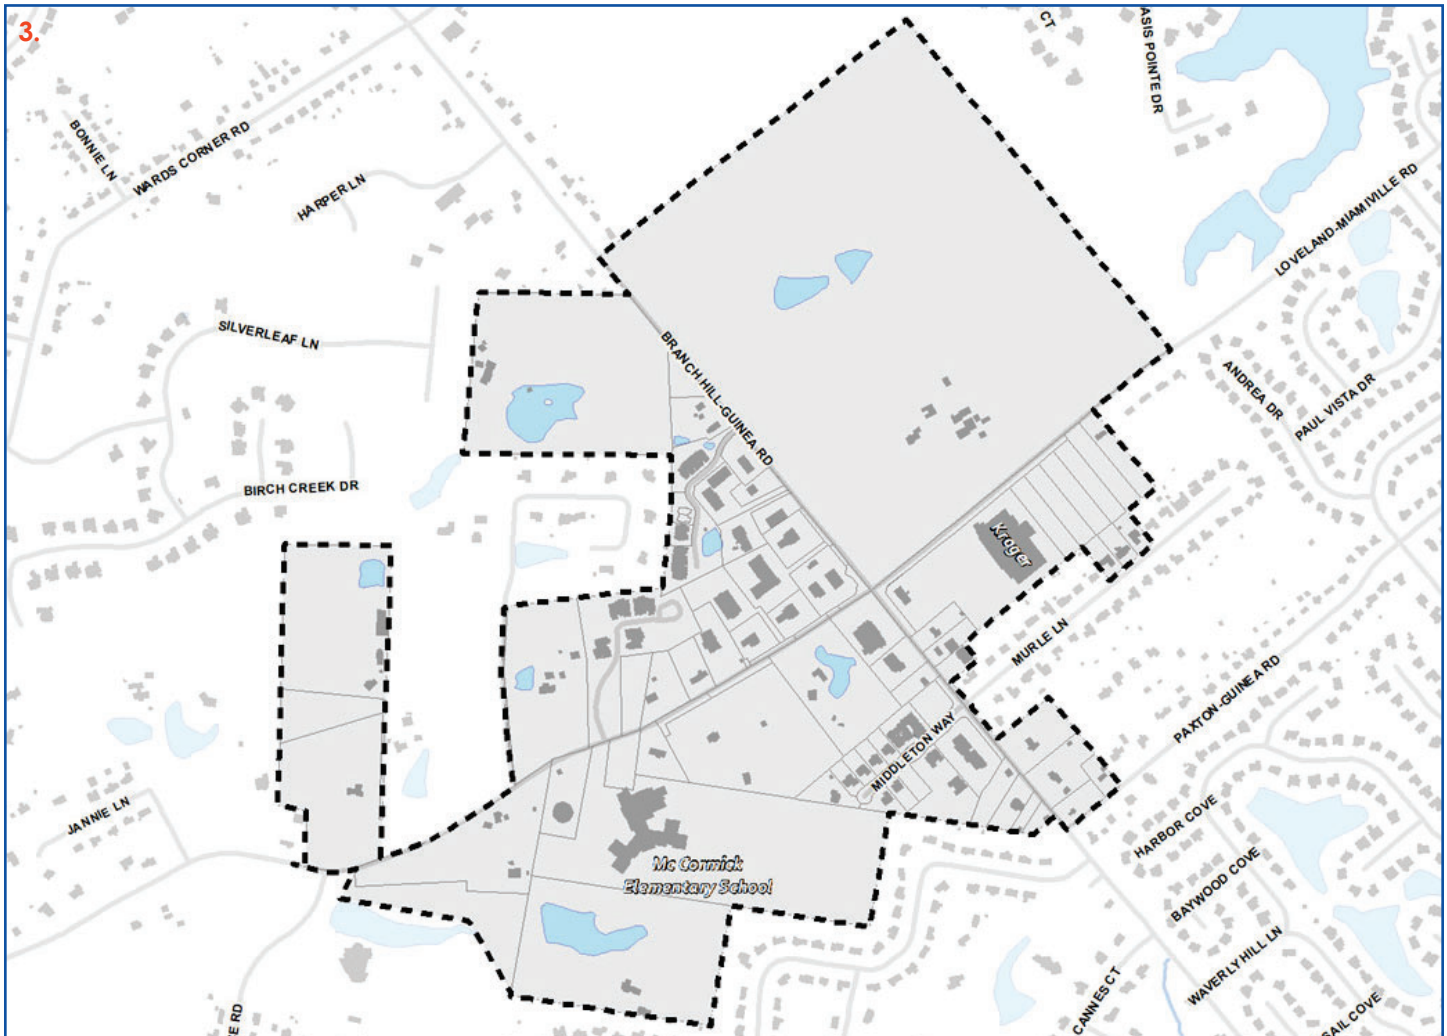 3.
CT
ASIS POINTE DR
BONNIE LN
WARDS CORNER RD
HARPER LN
LOVELAND-MIAMIVILLE RD
SILVERLEAF LN
BRANCH HILL-GUINEA RD
ANDREA DR
PAUL VISTA DR
BIRCH CREEK DR
Kroger
MURLE LN
PAXTON-GUINEA RD
MIDDLETON WAY
JANNIE LN
HARBOR COVE
Mc Cormick
Elementary School
BAYWOOD COVE
WAVERLY HILL LN
CANNES CT
SAIL COVE
E RD